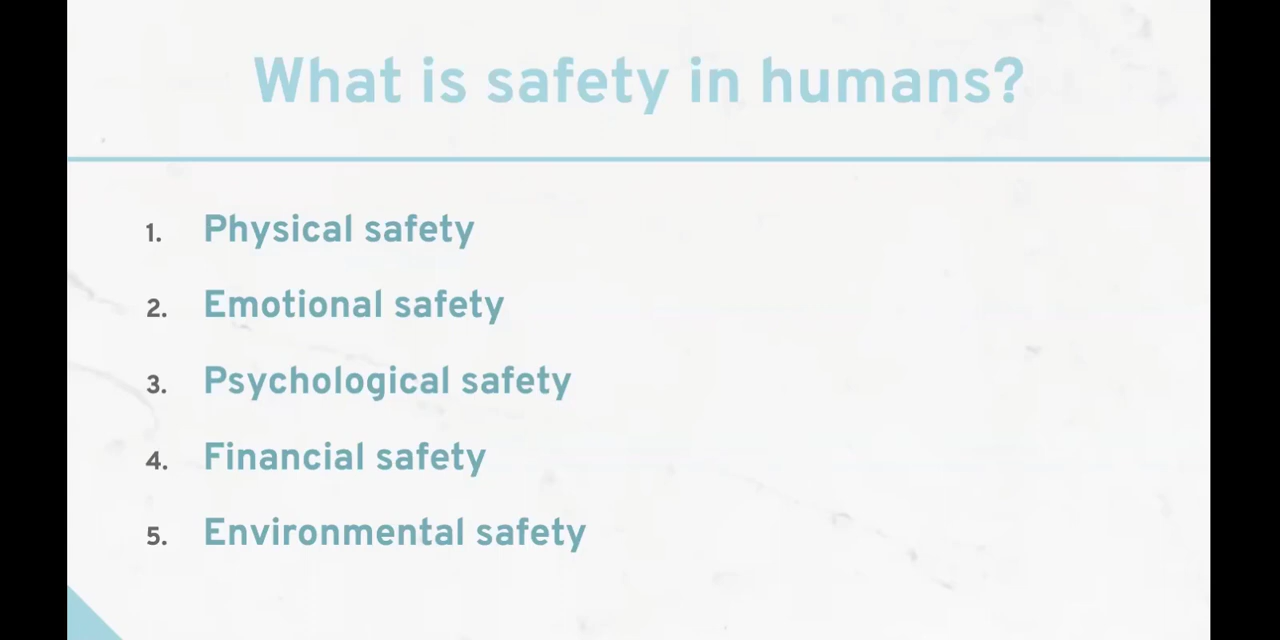 What is safety in humans?
1. Physical safety
2. Emotional safety
3. Psychological safety
4. Financial safety
5. Environmental safety